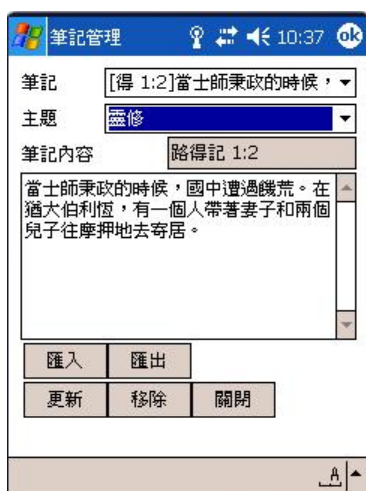 筆記管理 10:37 ok
筆記 [得 1:2]當士師秉政的時候，
主題 靈修
筆記內容 路得記 1:2
當士師秉政的時候，國中遭遇饑荒。在
猶大伯利恆，有一個人帶著妻子和兩個
兒子往摩押地去寄居。
匯入 匯出
更新 移除 關閉
A